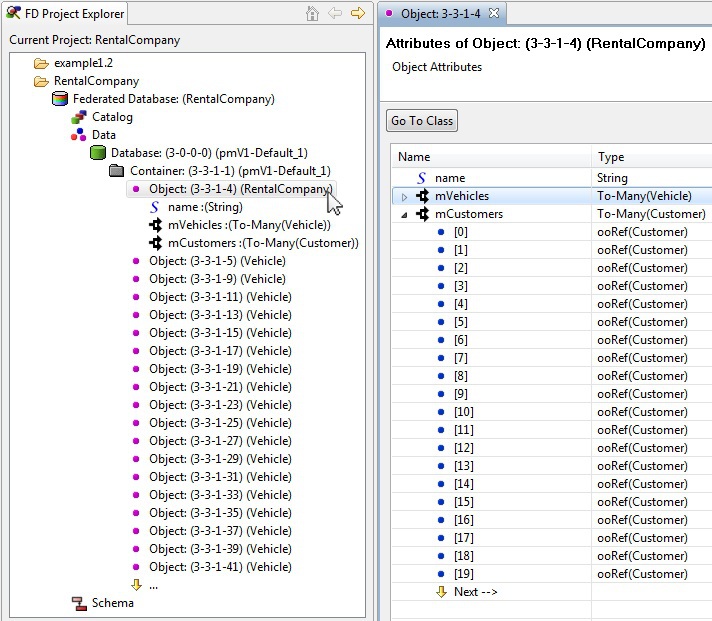 FD Project Explorer
Current Project: RentalCompany
example1.2
RentalCompany
Federated Database: (RentalCompany)
Catalog
Data
Database: (3-0-0-0) (pmV1-Default_1)
Container: (3-3-1-1) (pmV1-Default_1)
Object: (3-3-1-4) (RentalCompany)
S name :(String)
mVehicles :(To-Many(Vehicle))
mCustomers :(To-Many(Customer))
Object: (3-3-1-5) (Vehicle)
Object: (3-3-1-9) (Vehicle)
Object: (3-3-1-11) (Vehicle)
Object: (3-3-1-13) (Vehicle)
Object: (3-3-1-15) (Vehicle)
Object: (3-3-1-17) (Vehicle)
Object: (3-3-1-19) (Vehicle)
Object: (3-3-1-21) (Vehicle)
Object: (3-3-1-23) (Vehicle)
Object: (3-3-1-25) (Vehicle)
Object: (3-3-1-27) (Vehicle)
Object: (3-3-1-29) (Vehicle)
Object: (3-3-1-31) (Vehicle)
Object: (3-3-1-33) (Vehicle)
Object: (3-3-1-35) (Vehicle)
Object: (3-3-1-37) (Vehicle)
Object: (3-3-1-39) (Vehicle)
Object: (3-3-1-41) (Vehicle)
...
Schema
Object: 3-3-1-4
Attributes of Object: (3-3-1-4) (RentalCompany)
Object Attributes
Go To Class
Name Type
S name String
mVehicles To-Many(Vehicle)
mCustomers To-Many(Customer)
[0] ooRef(Customer)
[1] ooRef(Customer)
[2] ooRef(Customer)
[3] ooRef(Customer)
[4] ooRef(Customer)
[5] ooRef(Customer)
[6] ooRef(Customer)
[7] ooRef(Customer)
[8] ooRef(Customer)
[9] ooRef(Customer)
[10] ooRef(Customer)
[11] ooRef(Customer)
[12] ooRef(Customer)
[13] ooRef(Customer)
[14] ooRef(Customer)
[15] ooRef(Customer)
[16] ooRef(Customer)
[17] ooRef(Customer)
[18] ooRef(Customer)
[19] ooRef(Customer)
Next -->